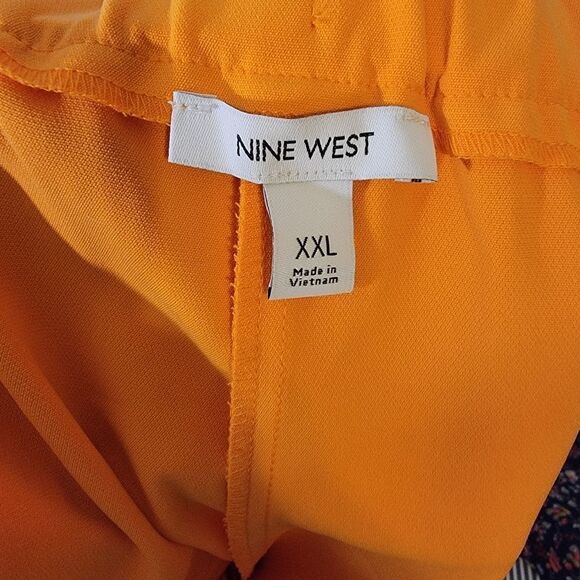 NINE WEST
XXL
Made in
Vietnam